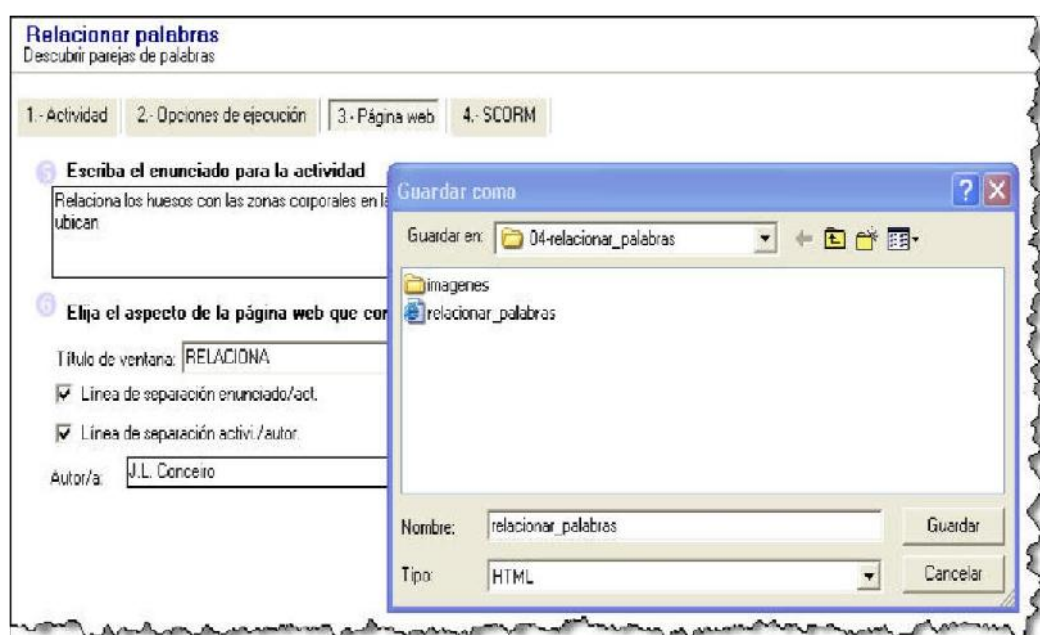 Relacionar palabras
Descubrir parejas de palabras
1.- Actividad 2.- Opciones de ejecución 3.- Página web 4.- SCORM
5 Escriba el enunciado para la actividad
Relaciona los huesos con las zonas corporales en la
ubican
6 Elija el aspecto de la página web que con
Título de ventana: RELACIONA
Línea de separación enunciado/act.
Línea de separación activi./autor.
Autor/a: J.L. Conceiro
Guardar como
Guardar en: 04-relacionar_palabras
imagenes
relacionar_palabras
Nombre: relacionar_palabras Guardar
Tipo: HTML Cancelar